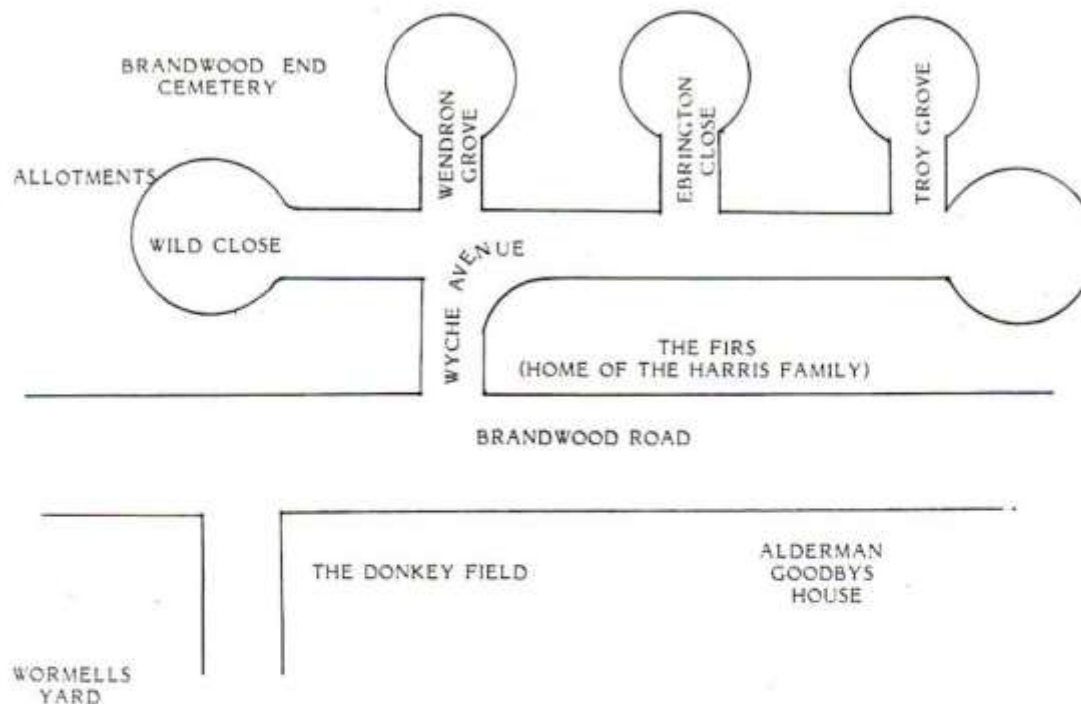 BRANDWOOD END
CEMETERY
WENDRON
GROVE
EBRINGTON
CLOSE
TROY GROVE
ALLOTMENTS
WILD CLOSE
WYCHE AVENUE
THE FIRS
(HOME OF THE HARRIS FAMILY)
BRANDWOOD ROAD
THE DONKEY FIELD
ALDERMAN
GOODBYS
HOUSE
WORMELLS
YARD